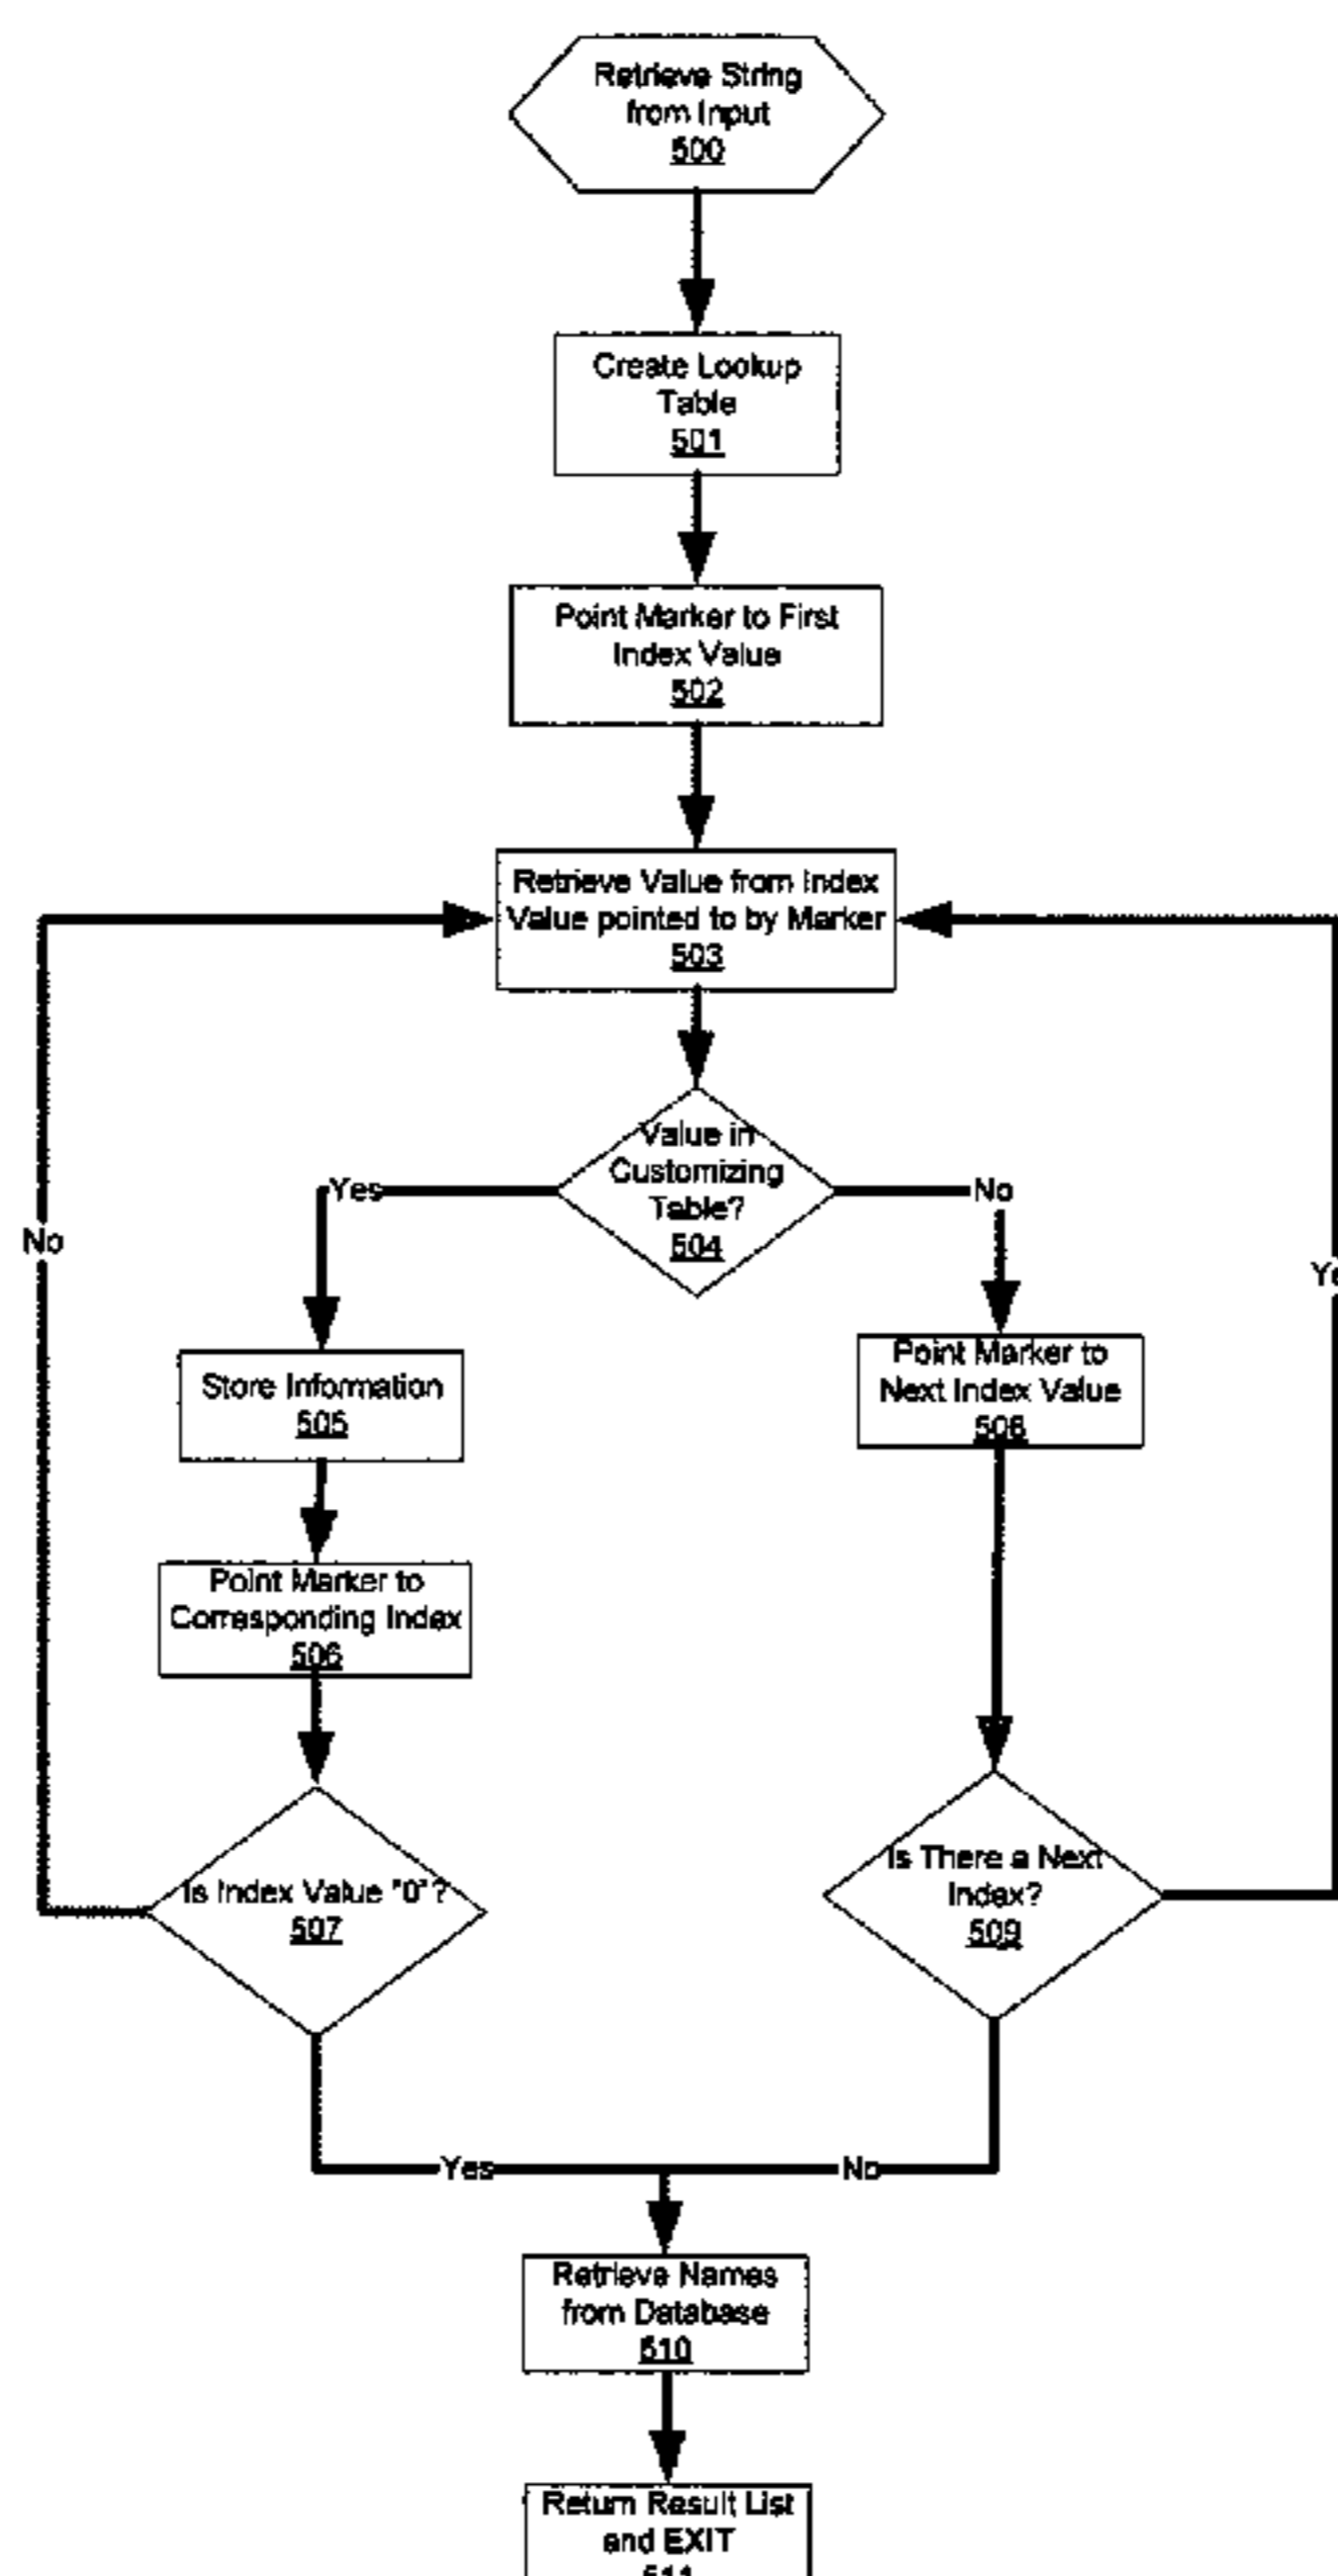 Retrieve String
from Input
500
Create Lookup
Table
501
Point Marker to First
Index Value
502
Retrieve Value from Index
Value pointed to by Marker
503
Value in
Customizing
Table?
504
Yes
No
No
Store Information
505
Point Marker to
Next Index Value
508
Point Marker to
Corresponding Index
506
Is Index Value "0"?
507
Is There a Next
Index?
509
Yes
No
Retrieve Names
from Database
510
Return Result List
and EXIT
511